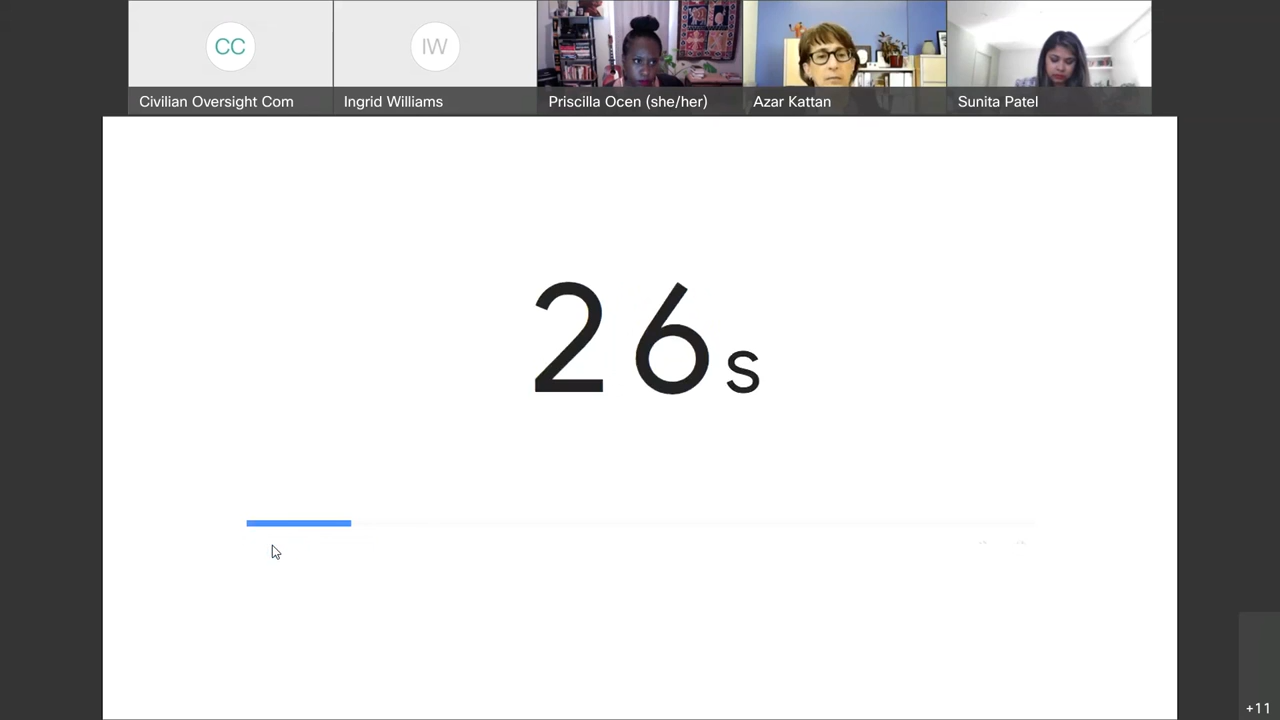 CC
IW
Civilian Oversight Com
Ingrid Williams
Priscilla Ocen (she/her)
Azar Kattan
Sunita Patel
26s
+11